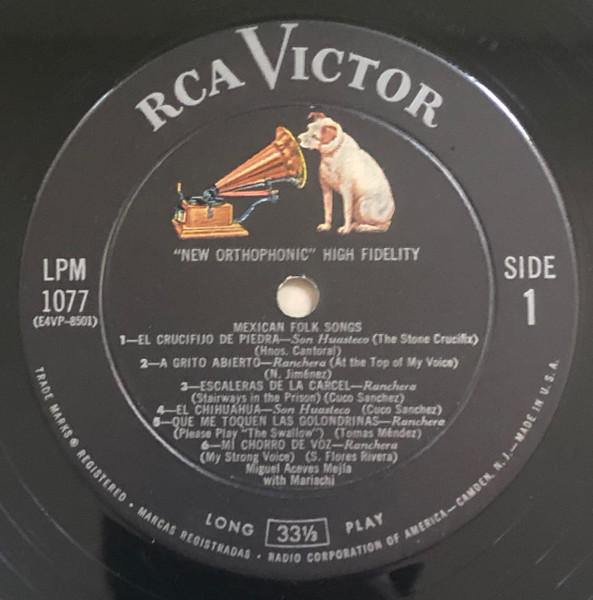 RCA VICTOR
"NEW ORTHOPHONIC" HIGH FIDELITY
LPM
1077
(E4VP-8501)
SIDE
1
MEXICAN FOLK SONGS
1—EL CRUCIFIJO DE PIEDRA—Son Huasteco (The Stone Crucifix)
(Hnos. Cantoral)
2—A GRITO ABIERTO—Ranchera (At the Top of My Voice)
(N. Jiménez)
3—ESCALERAS DE LA CARCEL—Ranchera
(Stairways in the Prison) (Cuco Sanchez)
4—EL CHIHUAHUA—Son Huasteco (Cuco Sanchez)
5—QUE ME TOQUEN LAS GOLONDRINAS—Ranchera
(Please Play "The Swallow") (Tomas Méndez)
6—MI CHORRO DE VOZ—Ranchera
(My Strong Voice) (S. Flores Rivera)
Miguel Aceves Mejla
with Mariachi
LONG 33⅓ PLAY
TRADE MARKS ® REGISTERED • MARCAS REGISTRADAS • RADIO CORPORATION OF AMERICA—CAMDEN, N.J.—MADE IN U.S.A.